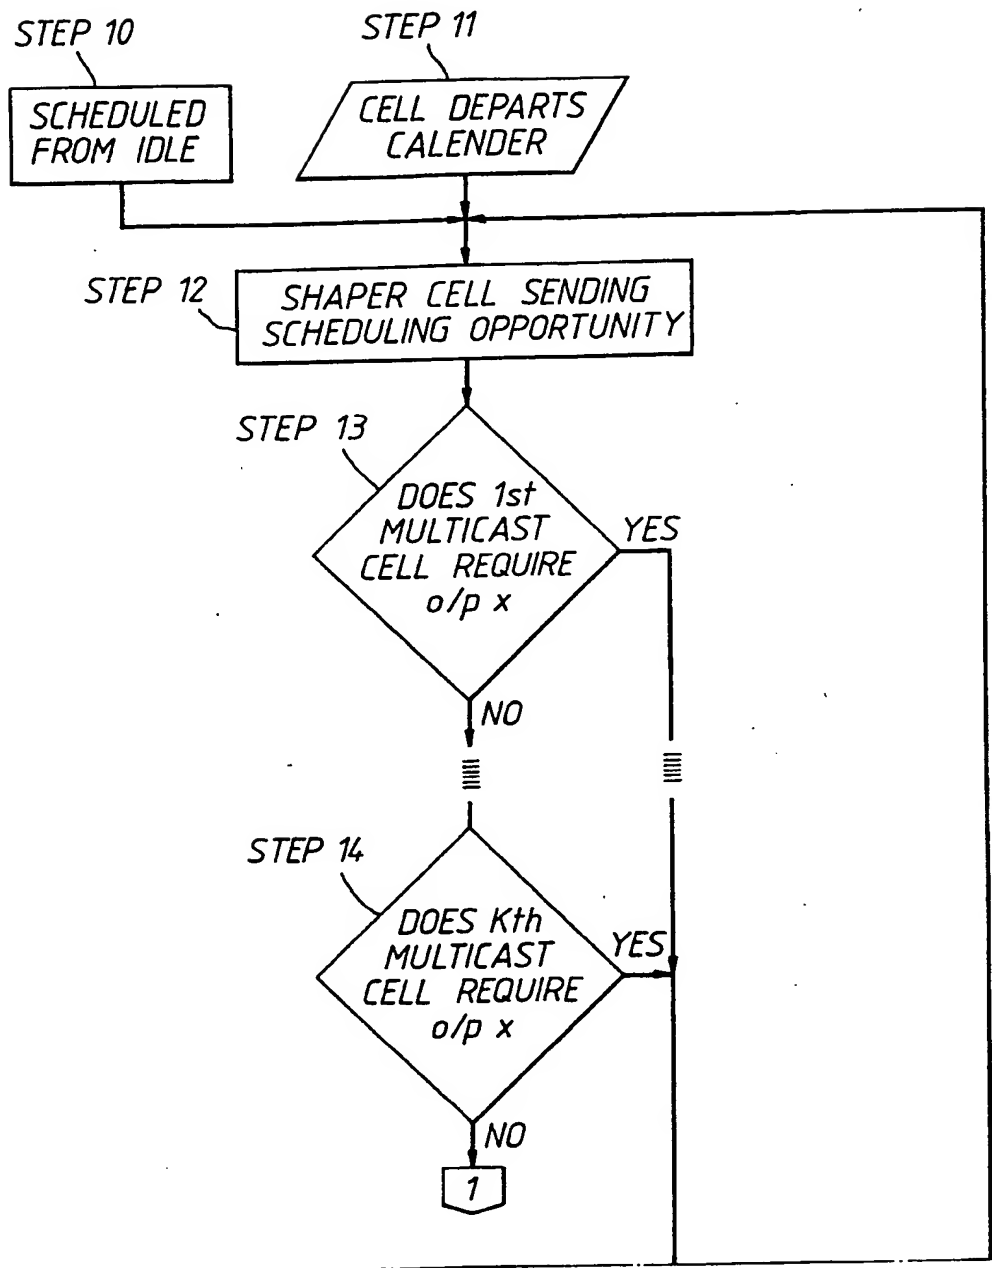 STEP 10
STEP 11
SCHEDULED
FROM IDLE
CELL DEPARTS
CALENDER
STEP 12
SHAPER CELL SENDING
SCHEDULING OPPORTUNITY
STEP 13
DOES 1st
MULTICAST
CELL REQUIRE
o/p x
YES
NO
STEP 14
DOES Kth
MULTICAST
CELL REQUIRE
o/p x
YES
NO
1